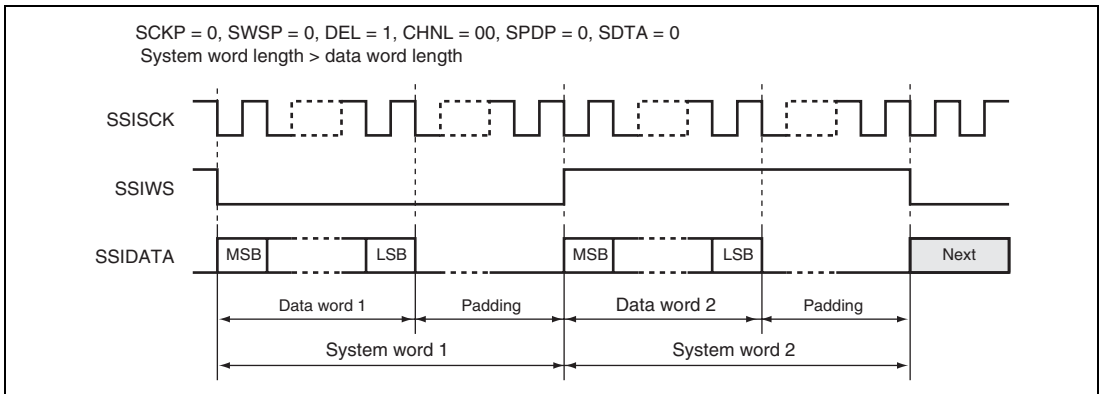 SCKP = 0, SWSP = 0, DEL = 1, CHNL = 00, SPDP = 0, SDTA = 0
System word length > data word length
SSISCK
SSIWS
SSIDATA
MSB LSB MSB LSB Next
Data word 1 Padding Data word 2 Padding
System word 1 System word 2